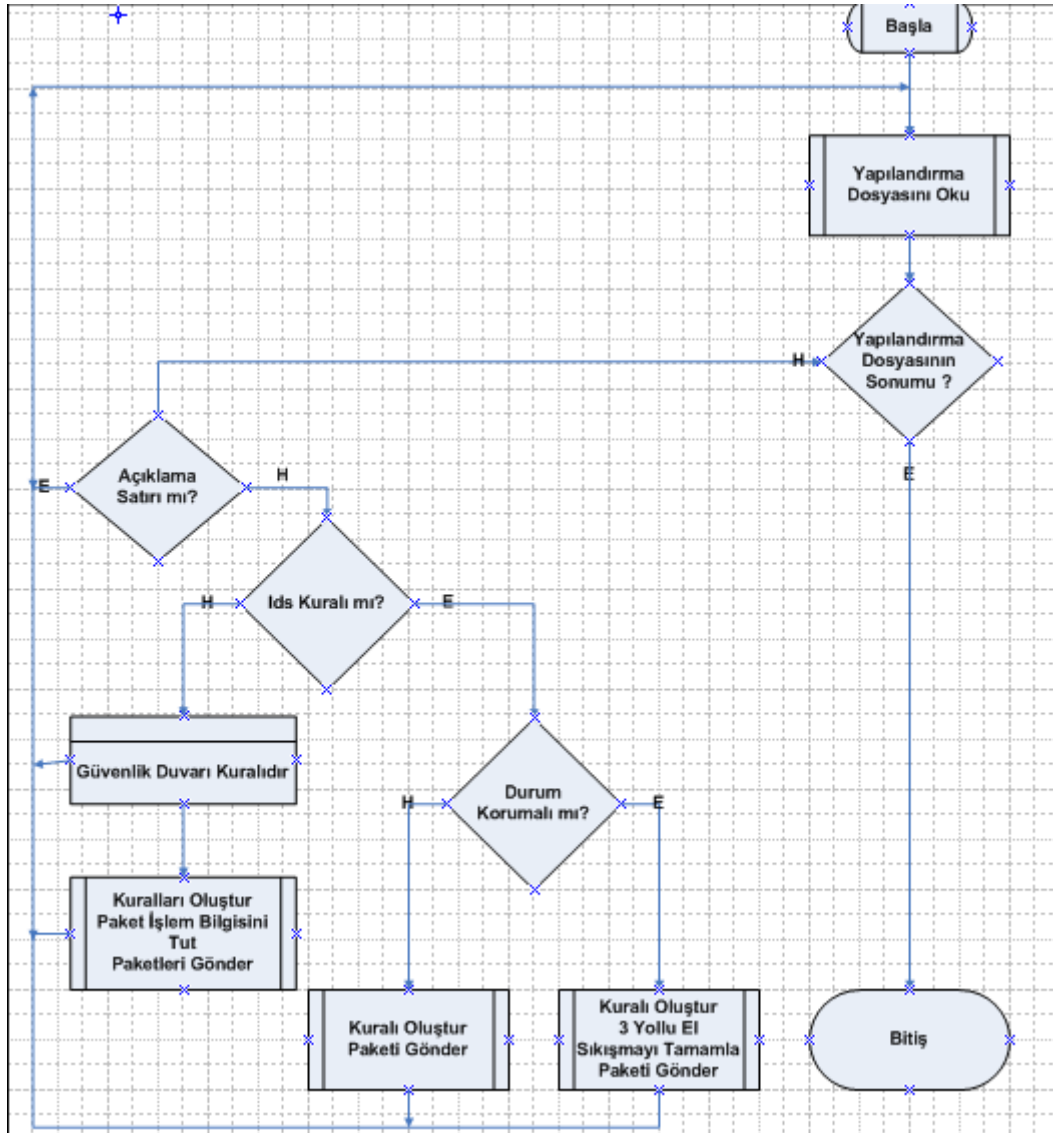 Başla
Yapılandırma
Dosyasını Oku
Yapılandırma
Dosyasının
Sonumu ?
H
E
Açıklama
Satırı mı?
E
H
Ids Kuralı mı?
H
E
Güvenlik Duvarı Kuralıdır
Durum
Korumalı mı?
H
E
Kuralları Oluştur
Paket İşlem Bilgisini
Tut
Paketleri Gönder
Kuralı Oluştur
Paketi Gönder
Kuralı Oluştur
3 Yollu El
Sıkışmayı Tamamla
Paketi Gönder
Bitiş